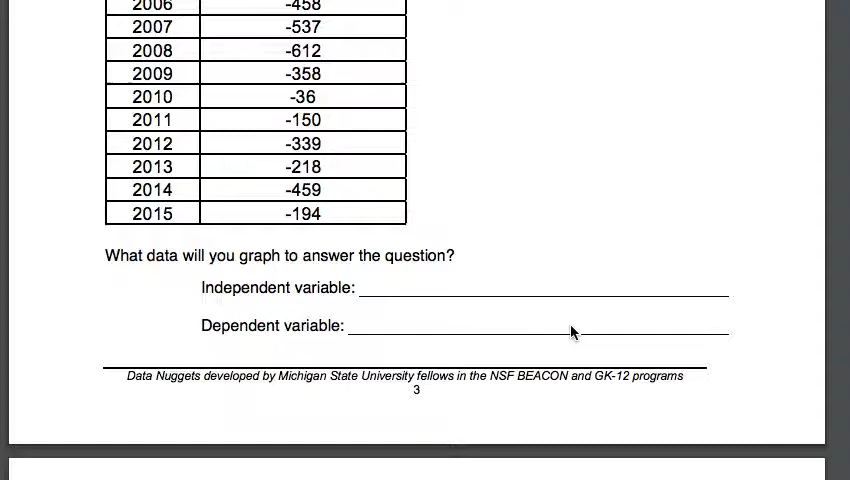 2006 -458
2007 -537
2008 -612
2009 -358
2010 -36
2011 -150
2012 -339
2013 -218
2014 -459
2015 -194
What data will you graph to answer the question?
Independent variable:
Dependent variable:
Data Nuggets developed by Michigan State University fellows in the NSF BEACON and GK-12 programs
3